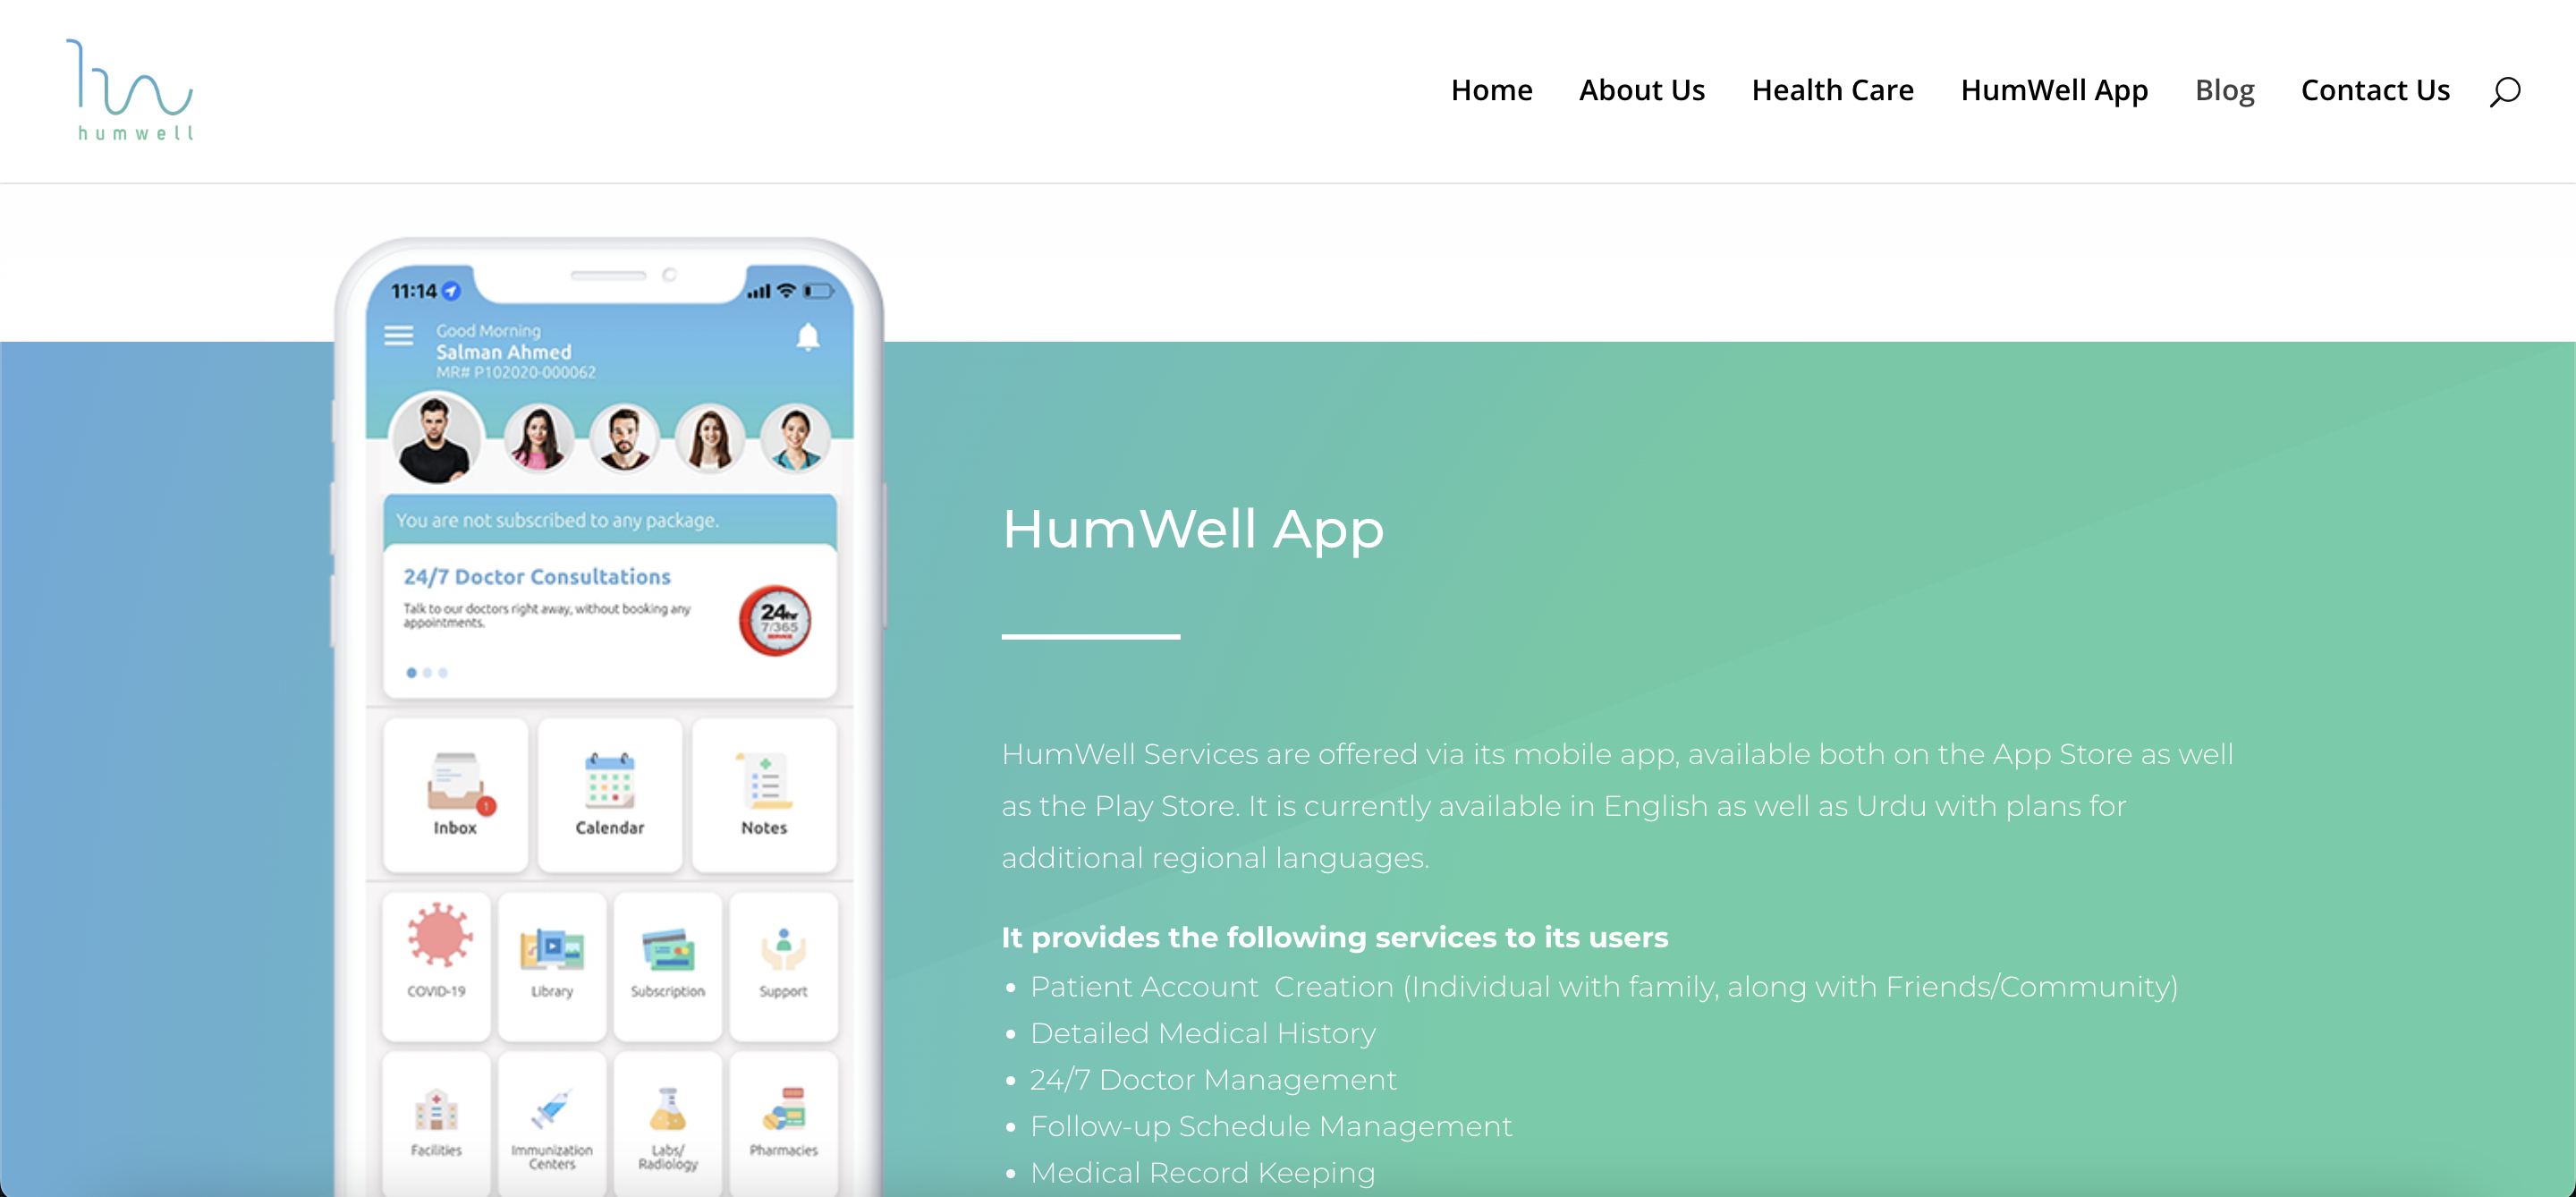 humwell
Home About Us Health Care HumWell App Blog Contact Us
11:14
Good Morning
Salman Ahmed
MR# P102020-000062
You are not subscribed to any package.
24/7 Doctor Consultations
Talk to our doctors right away, without booking any
appointments.
24hr
7/365
SERVICE
1
Inbox
Calendar
Notes
COVID-19
Library
Subscription
Support
Facilities
Immunization
Centers
Labs/
Radiology
Pharmacies
HumWell App
HumWell Services are offered via its mobile app, available both on the App Store as well
as the Play Store. It is currently available in English as well as Urdu with plans for
additional regional languages.
It provides the following services to its users
• Patient Account  Creation (Individual with family, along with Friends/Community)
• Detailed Medical History
• 24/7 Doctor Management
• Follow-up Schedule Management
• Medical Record Keeping